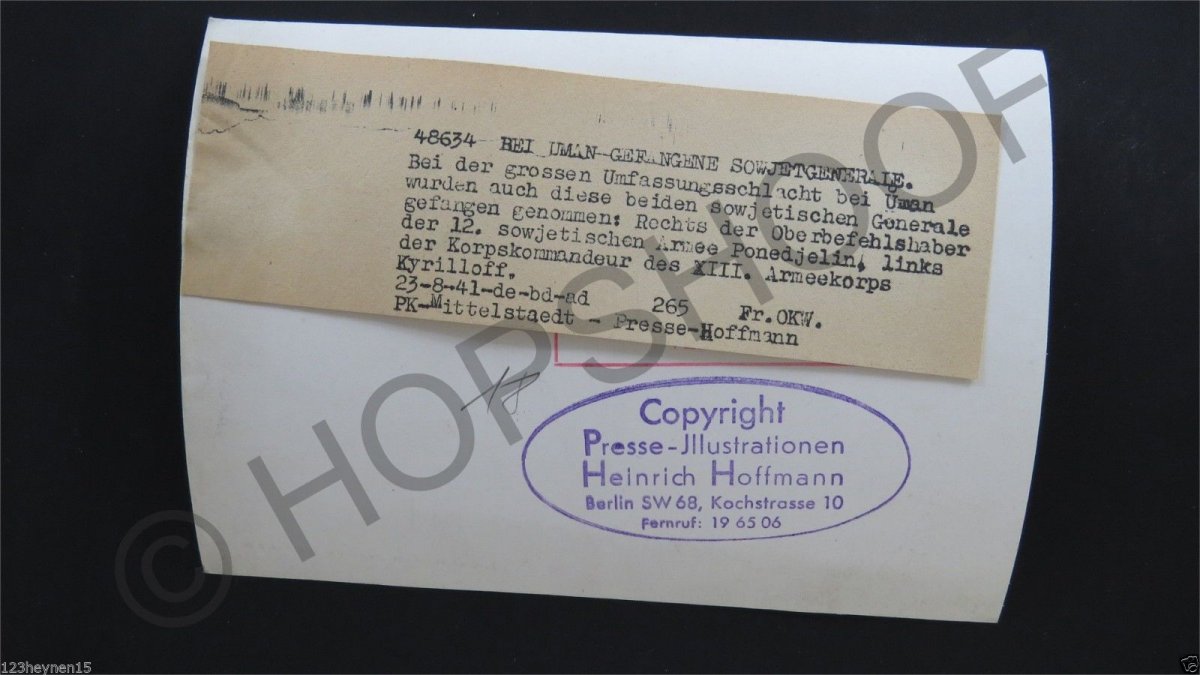 48634 BEI UMAN GEFANGENE SOWJETGENERALE.
Bei der grossen Umfassungsschlacht bei Uman
wurden auch diese beiden sowjetischen Generale
gefangen genommen: Rechts der Oberbefehlshaber
der 12. sowjetischen Armee Ponedjelin, links
der Korpskommandeur des XIII. Armeekorps
Kyrilloff.
23-8-41-de-bd-ad 265 Fr.OKW.
PK-Mittelstaedt - Presse-Hoffmann
Copyright
Presse-Jllustrationen
Heinrich Hoffmann
Berlin SW 68, Kochstrasse 10
Fernruf: 19 65 06
© HOPSHOOF
123heynen15